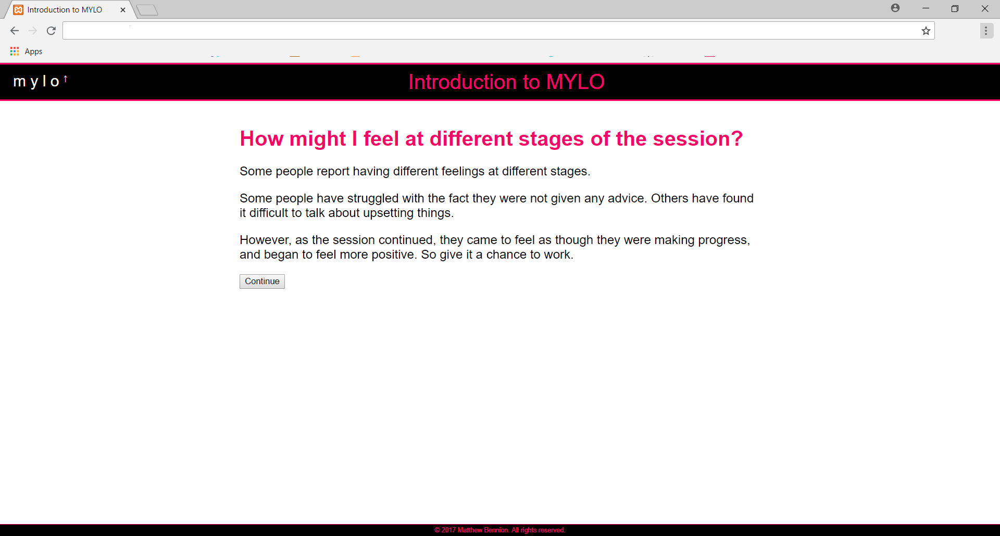 Introduction to MYLO
Apps
mylo↑
Introduction to MYLO
How might I feel at different stages of the session?
Some people report having different feelings at different stages.
Some people have struggled with the fact they were not given any advice. Others have found
it difficult to talk about upsetting things.
However, as the session continued, they came to feel as though they were making progress,
and began to feel more positive. So give it a chance to work.
Continue
© 2017 Matthew Bennion. All rights reserved.